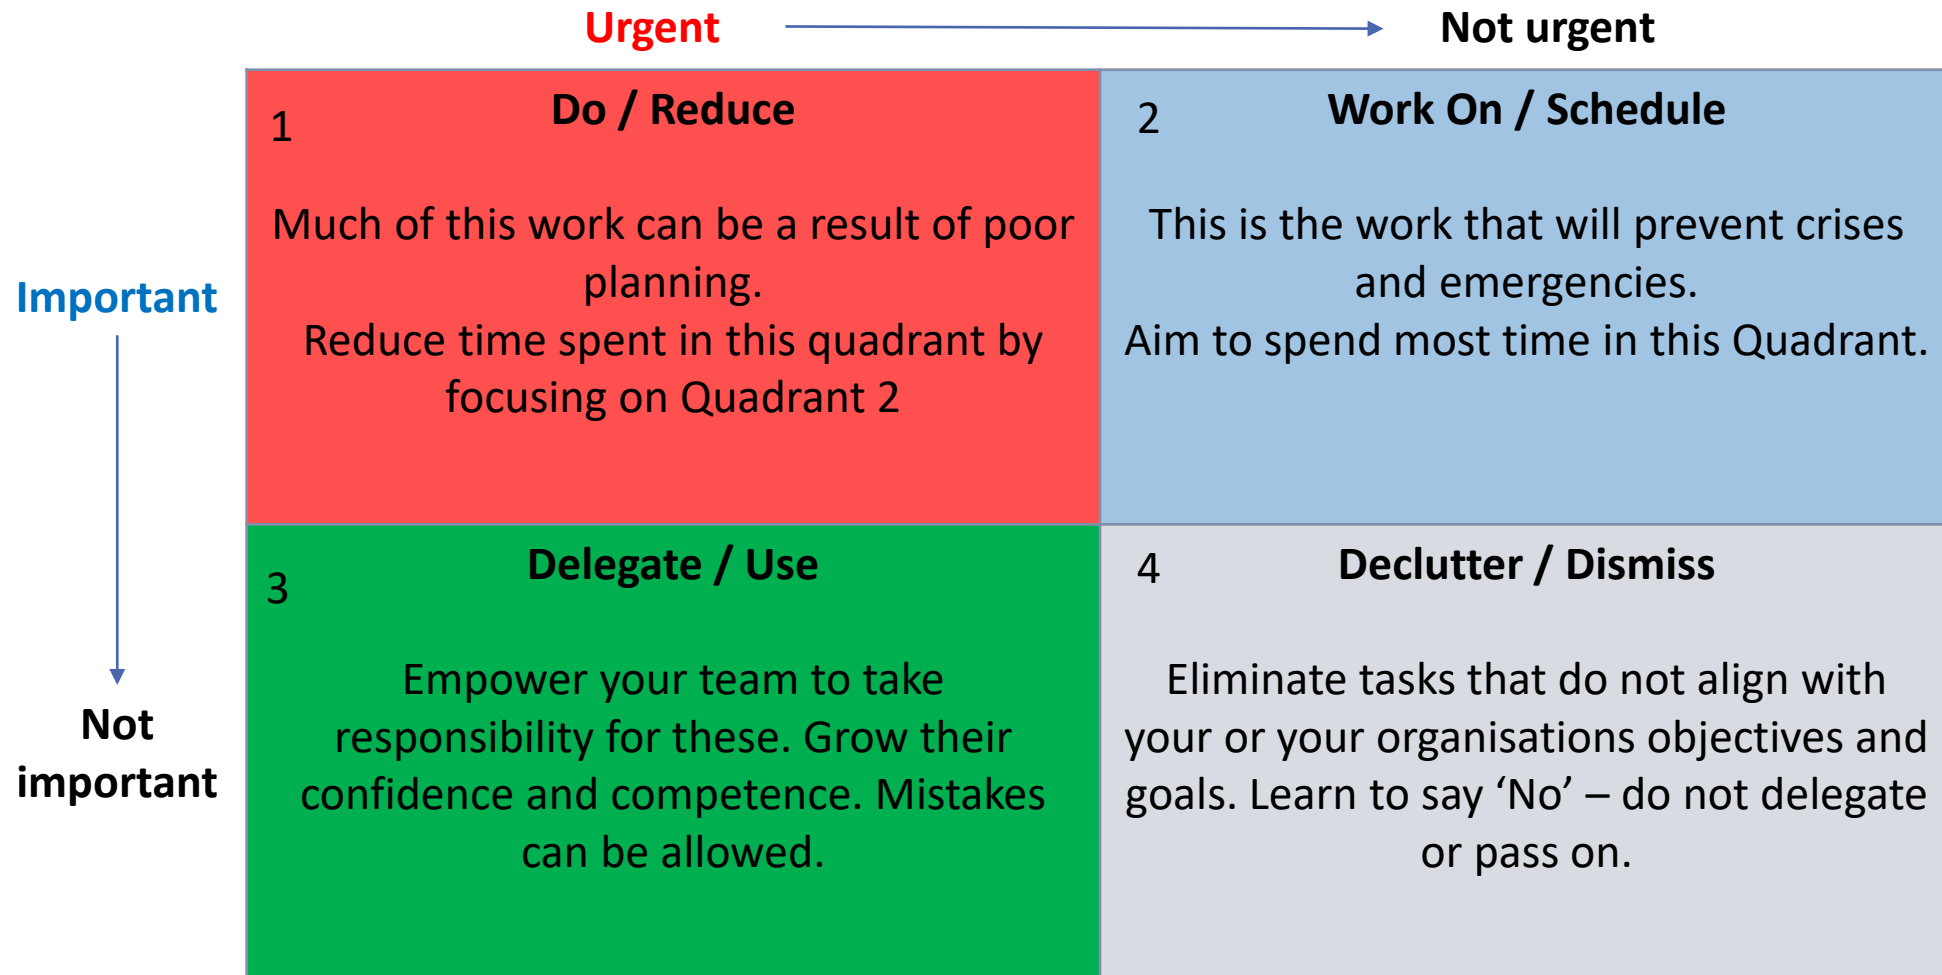 Urgent
Not urgent
Important
Not
important
1
Do / Reduce
Much of this work can be a result of poor
planning.
Reduce time spent in this quadrant by
focusing on Quadrant 2
2
Work On / Schedule
This is the work that will prevent crises
and emergencies.
Aim to spend most time in this Quadrant.
3
Delegate / Use
Empower your team to take
responsibility for these. Grow their
confidence and competence. Mistakes
can be allowed.
4
Declutter / Dismiss
Eliminate tasks that do not align with
your or your organisations objectives and
goals. Learn to say ‘No’ – do not delegate
or pass on.